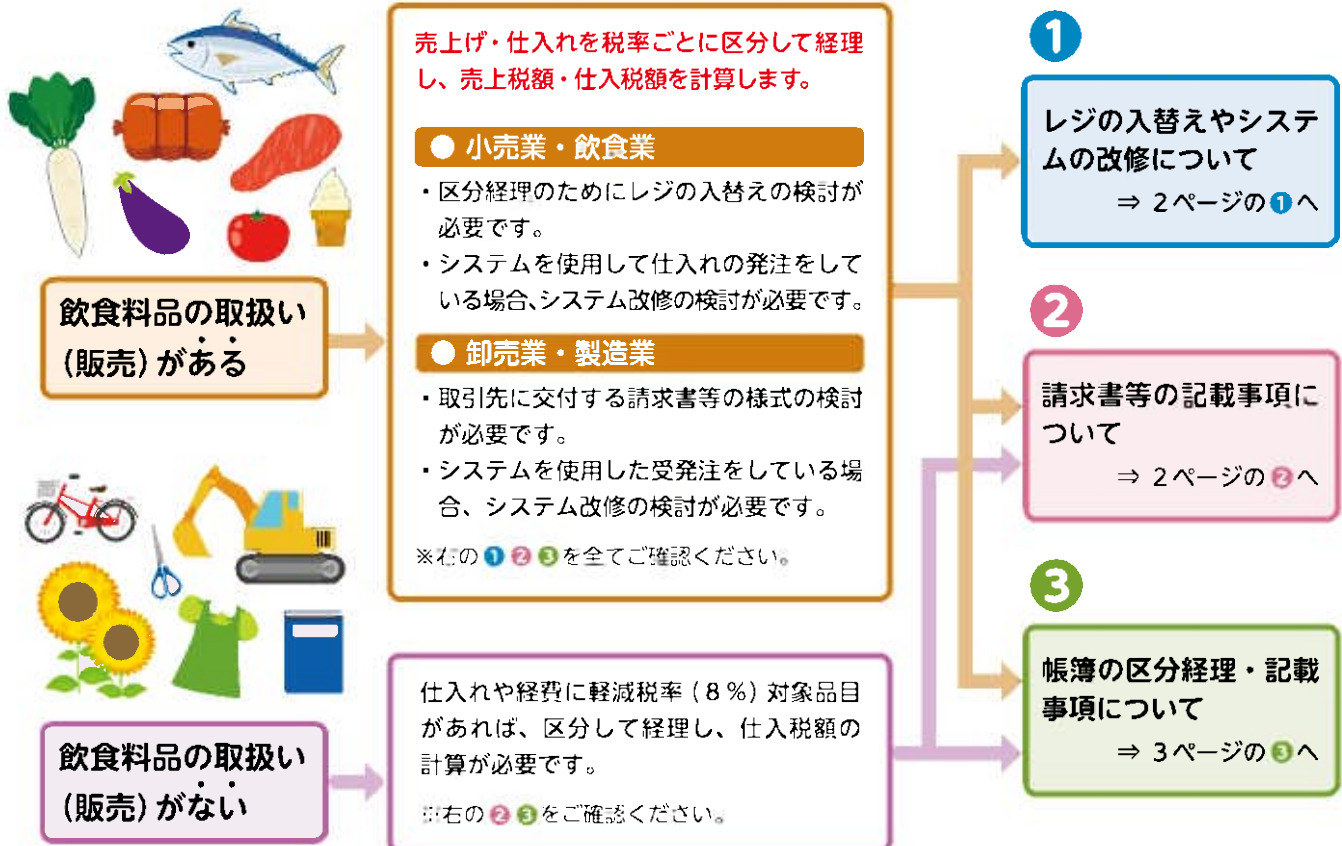 飲食料品の取扱い
(販売)がある
売上げ・仕入れを税率ごとに区分して経理
し、売上税額・仕入税額を計算します。
● 小売業・飲食業
・区分経理のためにレジの入替えの検討が
必要です。
・システムを使用して仕入れの発注をして
いる場合、システム改修の検討が必要です。
● 卸売業・製造業
・取引先に交付する請求書等の様式の検討
が必要です。
・システムを使用した受発注をしている場
合、システム改修の検討が必要です。
※右の❶❷❸を全てご確認ください。
飲食料品の取扱い
(販売)がない
仕入れや経費に軽減税率(8%)対象品目
があれば、区分して経理し、仕入税額の
計算が必要です。
※右の❷❸をご確認ください。
❶
レジの入替えやシステ
ムの改修について
⇒ 2ページの❶へ
❷
請求書等の記載事項に
ついて
⇒ 2ページの❷へ
❸
帳簿の区分経理・記載
事項について
⇒ 3ページの❸へ